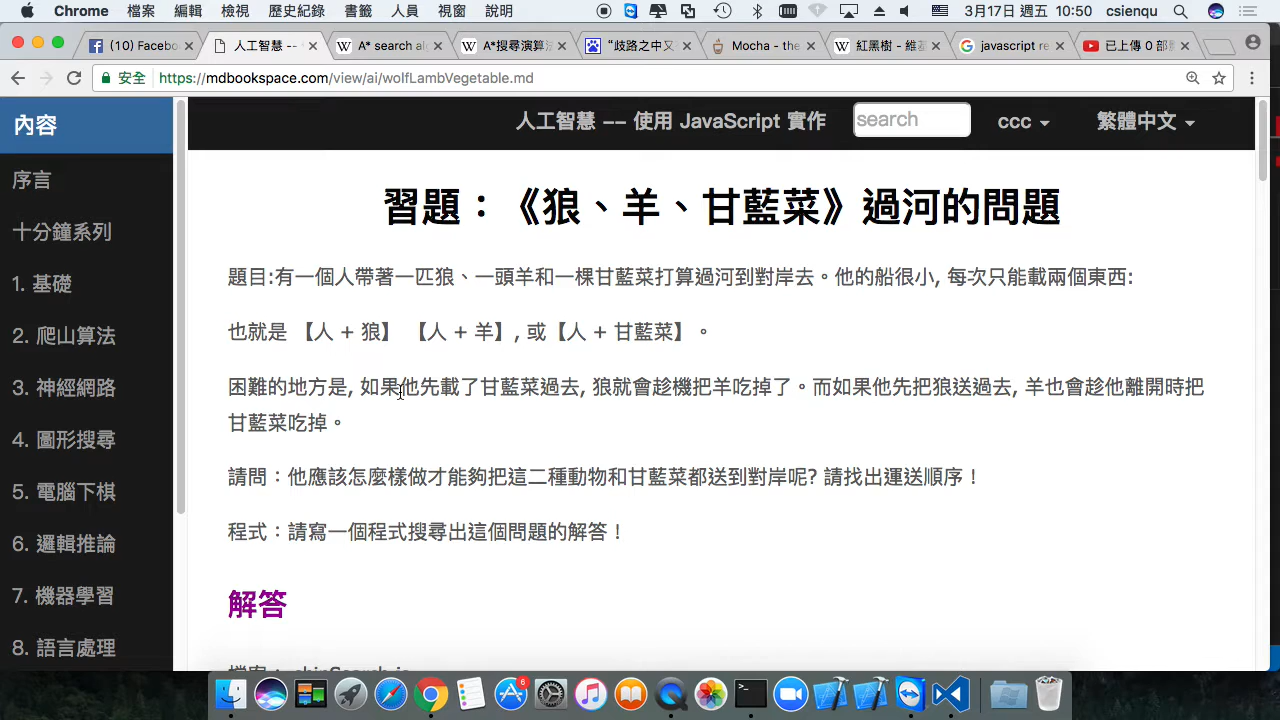 Chrome 檔案 編輯 檢視 歷史紀錄 書籤 人員 視窗 說明 3月17日 週五 10:50 csienqu
(10) Facebo
人工智慧 --
A* search alg
A*搜尋演算法
"歧路之中又
Mocha - the
紅黑樹 - 維基
javascript re
已上傳 0 部
安全 https://mdbookspace.com/view/ai/wolfLambVegetable.md
內容
序言
十分鐘系列
1. 基礎
2. 爬山算法
3. 神經網路
4. 圖形搜尋
5. 電腦下棋
6. 邏輯推論
7. 機器學習
8. 語言處理
人工智慧 -- 使用 JavaScript 實作 search ccc 繁體中文
習題：《狼、羊、甘藍菜》過河的問題
題目:有一個人帶著一匹狼、一頭羊和一棵甘藍菜打算過河到對岸去。他的船很小, 每次只能載兩個東西:
也就是 【人 + 狼】 【人 + 羊】, 或【人 + 甘藍菜】 。
困難的地方是, 如果他先載了甘藍菜過去, 狼就會趁機把羊吃掉了。而如果他先把狼送過去, 羊也會趁他離開時把
甘藍菜吃掉。
請問：他應該怎麼樣做才能夠把這二種動物和甘藍菜都送到對岸呢? 請找出運送順序！
程式：請寫一個程式搜尋出這個問題的解答！
解答
6